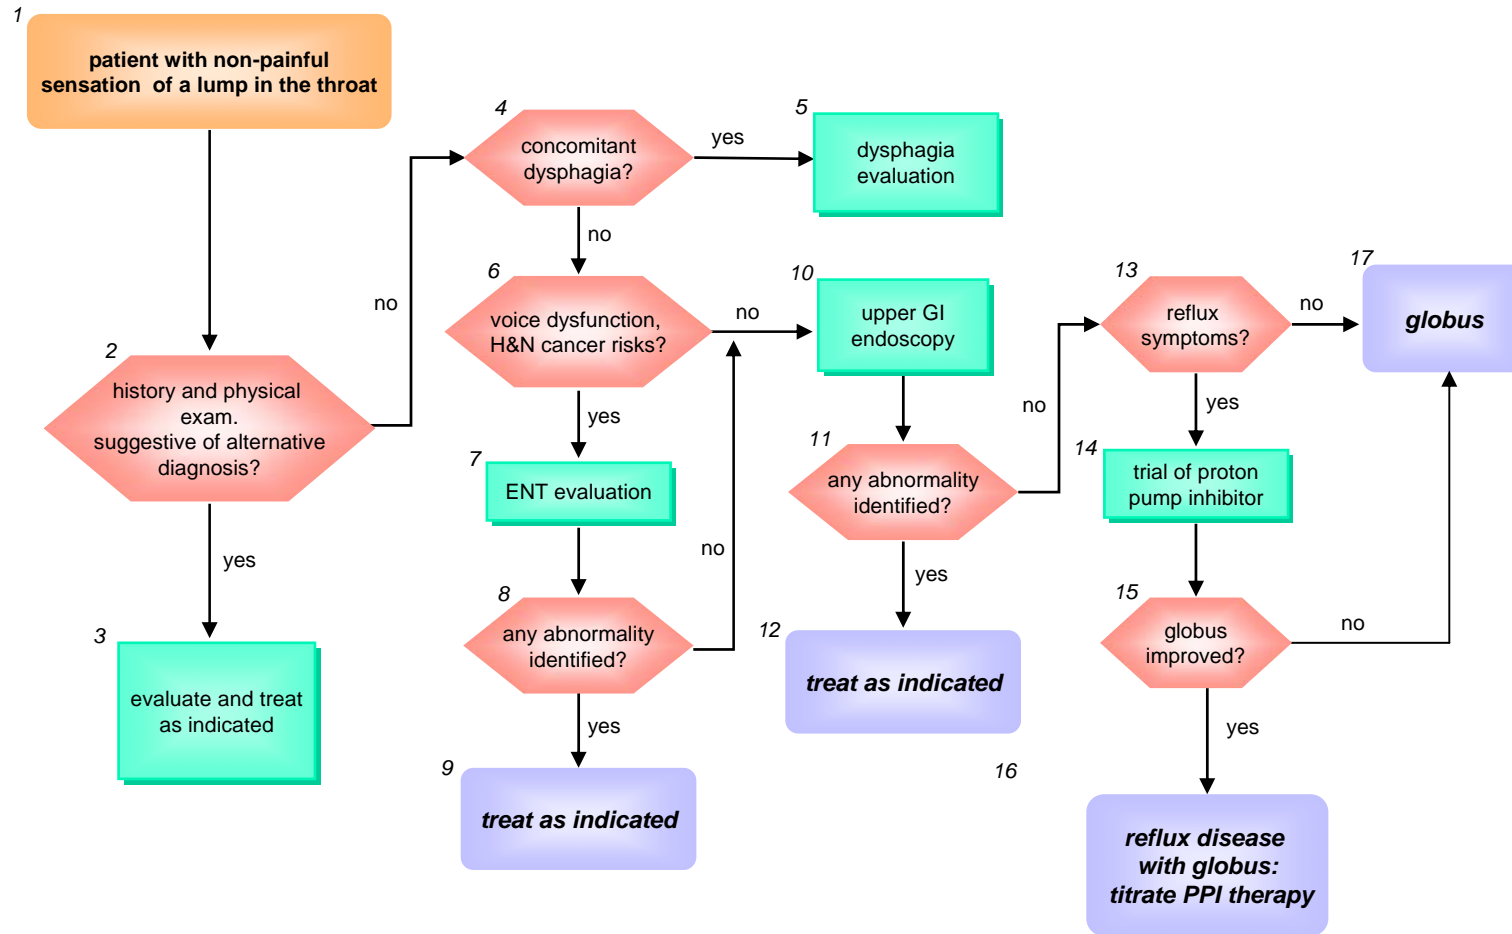 1
patient with non-painful
sensation of a lump in the throat
2
history and physical
exam.
suggestive of alternative
diagnosis?
no
yes
3
evaluate and treat
as indicated
4
concomitant
dysphagia?
yes
no
5
dysphagia
evaluation
6
voice dysfunction,
H&N cancer risks?
no
yes
7
ENT evaluation
8
any abnormality
identified?
no
yes
9
treat as indicated
10
upper GI
endoscopy
11
any abnormality
identified?
no
yes
12
treat as indicated
13
reflux
symptoms?
no
yes
14
trial of proton
pump inhibitor
15
globus
improved?
no
yes
16
reflux disease
with globus:
titrate PPI therapy
17
globus